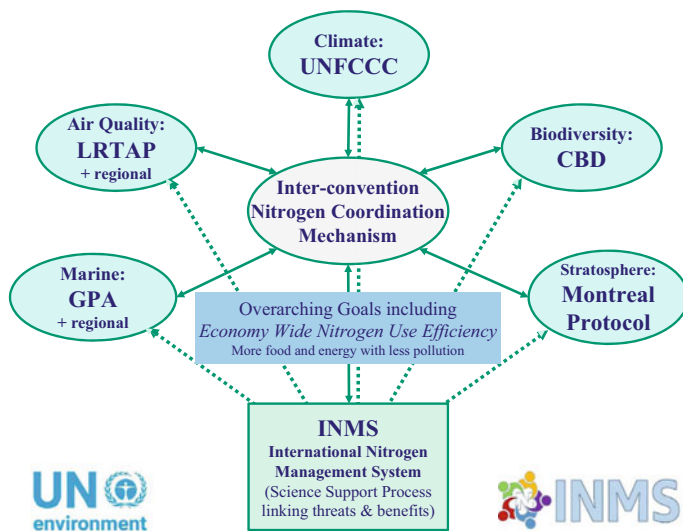 Climate:
UNFCCC
Air Quality:
LRTAP
+ regional
Biodiversity:
CBD
Inter-convention
Nitrogen Coordination
Mechanism
Marine:
GPA
+ regional
Stratosphere:
Montreal
Protocol
Overarching Goals including
Economy Wide Nitrogen Use Efficiency
More food and energy with less pollution
INMS
International Nitrogen
Management System
(Science Support Process
linking threats & benefits)
UN
environment
INMS